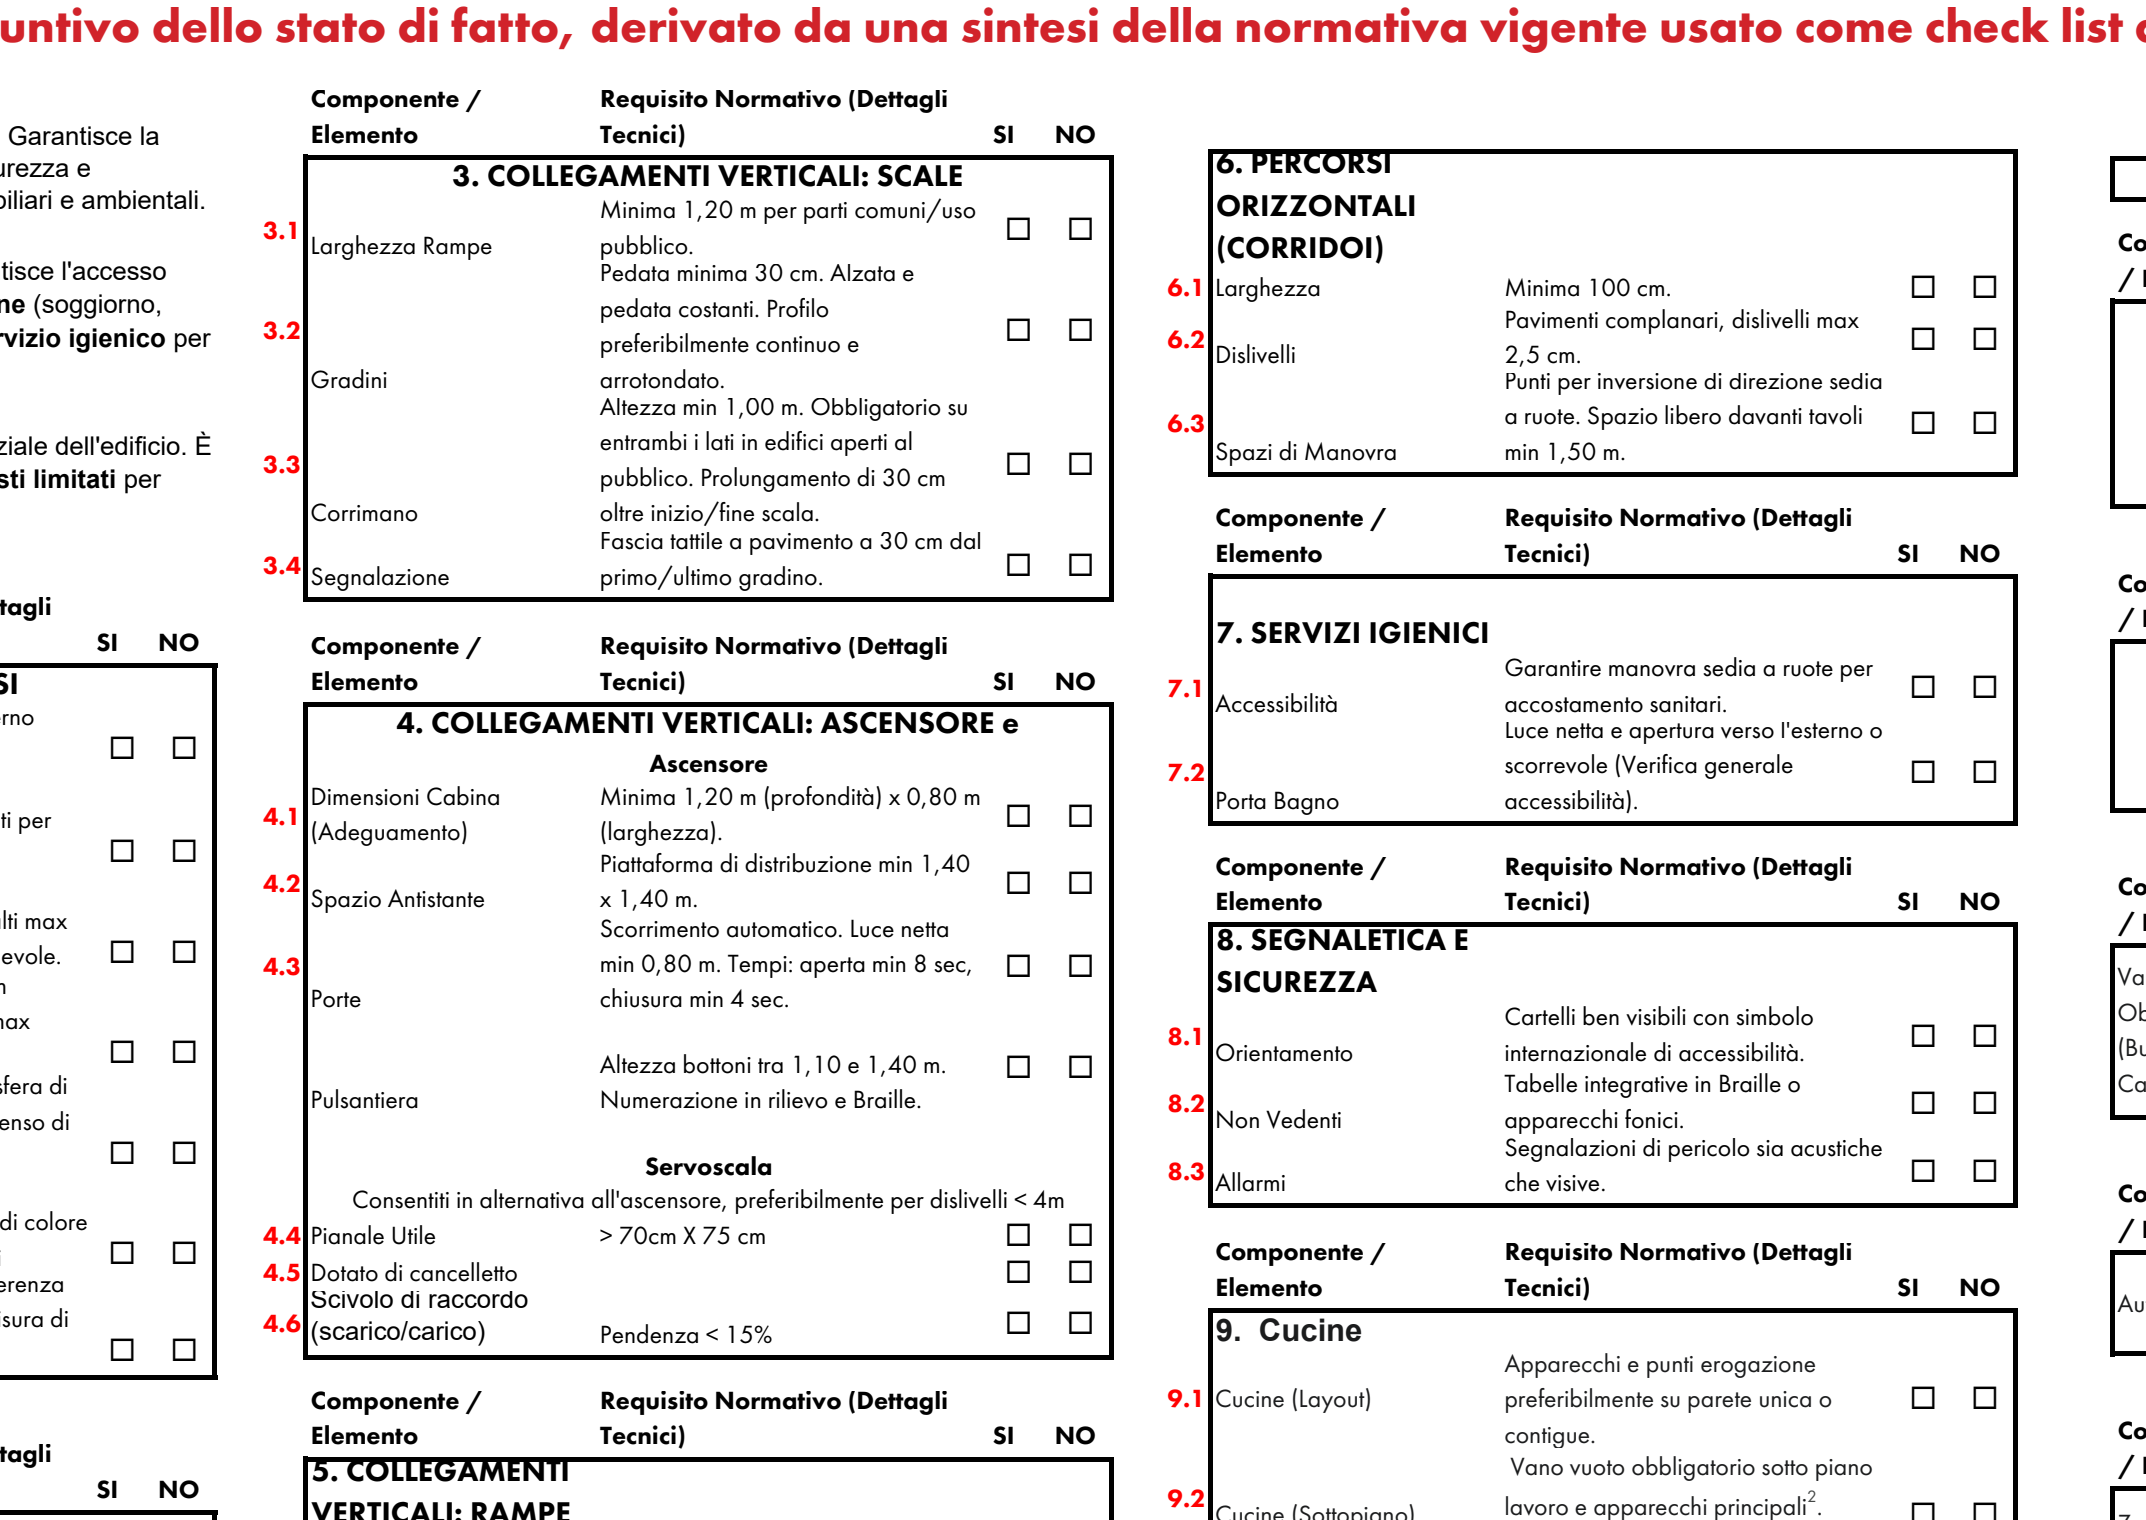 untivo dello stato di fatto, derivato da una sintesi della normativa vigente usato come check list
Garantisce la
urezza e
biliari e ambientali.
tisce l'accesso
ne (soggiorno,
rvizio igienico per
ziale dell'edificio. È
sti limitati per
tagli
SI NO
SI
erno
ti per
ulti max
evole.
max
sfera di
enso di
di colore
erenza
sura di
tagli
SI NO
Componente / Requisito Normativo (Dettagli
Elemento Tecnici) SI NO
3. COLLEGAMENTI VERTICALI: SCALE
3.1 Larghezza Rampe Minima 1,20 m per parti comuni/uso
pubblico.
3.2 Gradini Pedata minima 30 cm. Alzata e
pedata costanti. Profilo
preferibilmente continuo e
arrotondato.
3.3 Corrimano Altezza min 1,00 m. Obbligatorio su
entrambi i lati in edifici aperti al
pubblico. Prolungamento di 30 cm
oltre inizio/fine scala.
3.4 Segnalazione Fascia tattile a pavimento a 30 cm dal
primo/ultimo gradino.
Componente / Requisito Normativo (Dettagli
Elemento Tecnici) SI NO
4. COLLEGAMENTI VERTICALI: ASCENSORE e
Ascensore
4.1 Dimensioni Cabina Minima 1,20 m (profondità) x 0,80 m
(Adeguamento) (larghezza).
4.2 Spazio Antistante Piattaforma di distribuzione min 1,40
x 1,40 m.
4.3 Porte Scorrimento automatico. Luce netta
min 0,80 m. Tempi: aperta min 8 sec,
chiusura min 4 sec.
Altezza bottoni tra 1,10 e 1,40 m.
Pulsantiera Numerazione in rilievo e Braille.
Servoscala
Consentiti in alternativa all'ascensore, preferibilmente per dislivelli < 4m
4.4 Pianale Utile > 70cm X 75 cm
4.5 Dotato di cancelletto
4.6 Scivolo di raccordo
(scarico/carico) Pendenza < 15%
Componente / Requisito Normativo (Dettagli
Elemento Tecnici) SI NO
5. COLLEGAMENTI
VERTICALI: RAMPE
6. PERCORSI
ORIZZONTALI
(CORRIDOI)
6.1 Larghezza Minima 100 cm.
6.2 Dislivelli Pavimenti complanari, dislivelli max
2,5 cm.
6.3 Spazi di Manovra Punti per inversione di direzione sedia
a ruote. Spazio libero davanti tavoli
min 1,50 m.
Componente / Requisito Normativo (Dettagli
Elemento Tecnici) SI NO
7. SERVIZI IGIENICI
7.1 Accessibilità Garantire manovra sedia a ruote per
accostamento sanitari.
7.2 Porta Bagno Luce netta e apertura verso l'esterno o
scorrevole (Verifica generale
accessibilità).
Componente / Requisito Normativo (Dettagli
Elemento Tecnici) SI NO
8. SEGNALETICA E
SICUREZZA
8.1 Orientamento Cartelli ben visibili con simbolo
internazionale di accessibilità.
8.2 Non Vedenti Tabelle integrative in Braille o
apparecchi fonici.
8.3 Allarmi Segnalazioni di pericolo sia acustiche
che visive.
Componente / Requisito Normativo (Dettagli
Elemento Tecnici) SI NO
9. Cucine
9.1 Cucine (Layout) Apparecchi e punti erogazione
preferibilmente su parete unica o
contigue.
9.2 Cucine (Sottopiano) Vano vuoto obbligatorio sotto piano
lavoro e apparecchi principali².
Co
/
Co
/
Co
/
Va
Ob
(Bu
Ca
Co
/
Au
Co
/